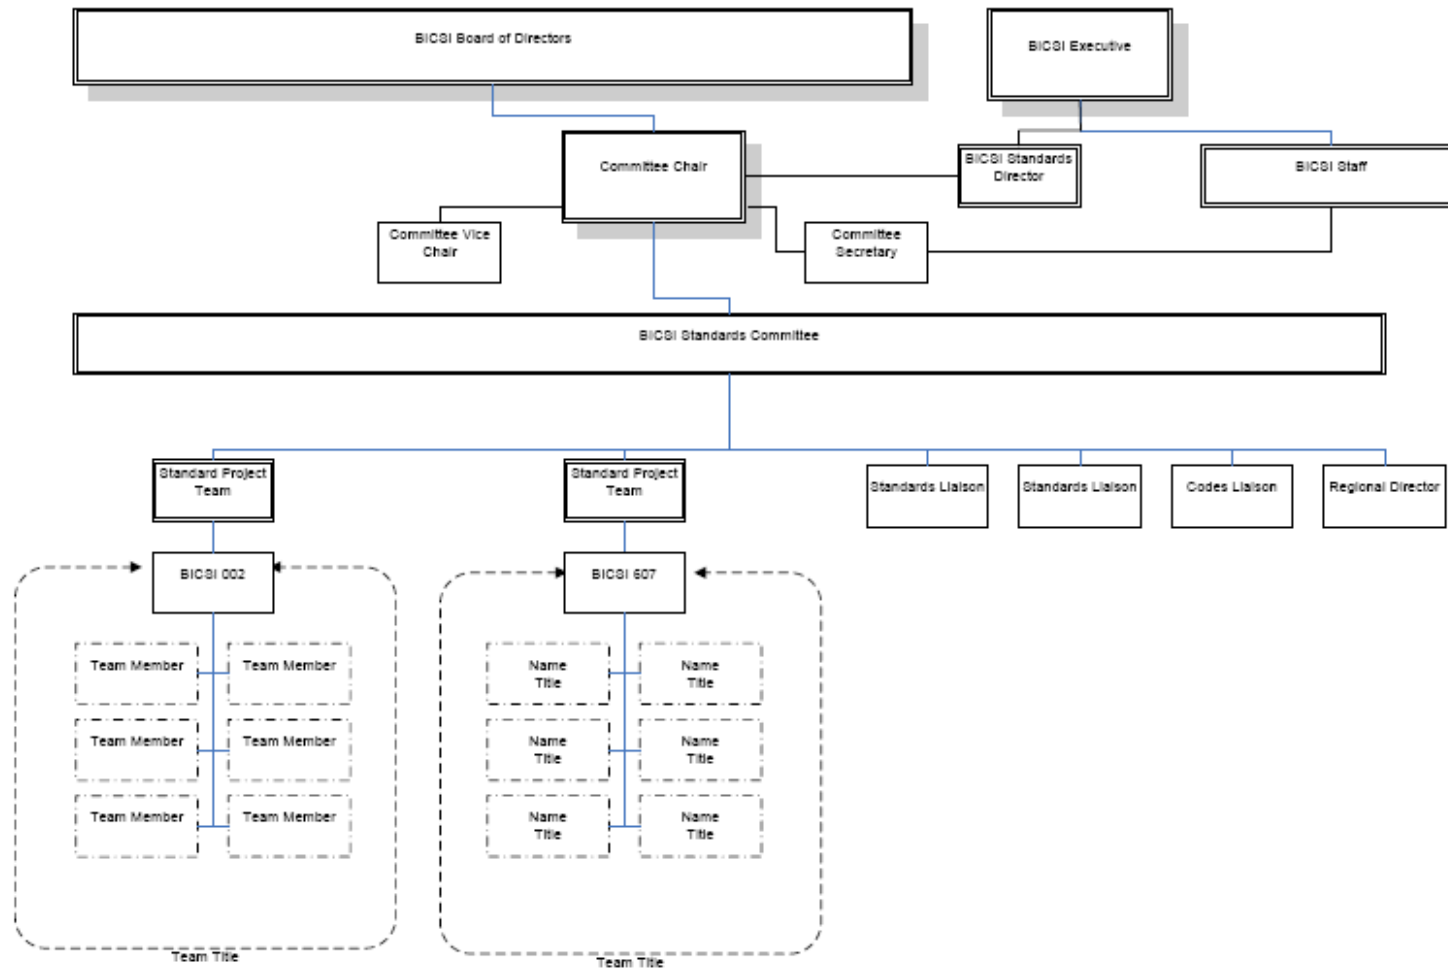 BICSI Board of Directors
BICSI Executive
Committee Chair
BICSI Standards
Director
BICSI Staff
Committee Vice
Chair
Committee
Secretary
BICSI Standards Committee
Standard Project
Team
Standard Project
Team
Standards Liaison
Standards Liaison
Codes Liaison
Regional Director
BICSI 002
BICSI 607
Team Member
Team Member
Name
Title
Name
Title
Team Member
Team Member
Name
Title
Name
Title
Team Member
Team Member
Name
Title
Name
Title
Team Title
Team Title